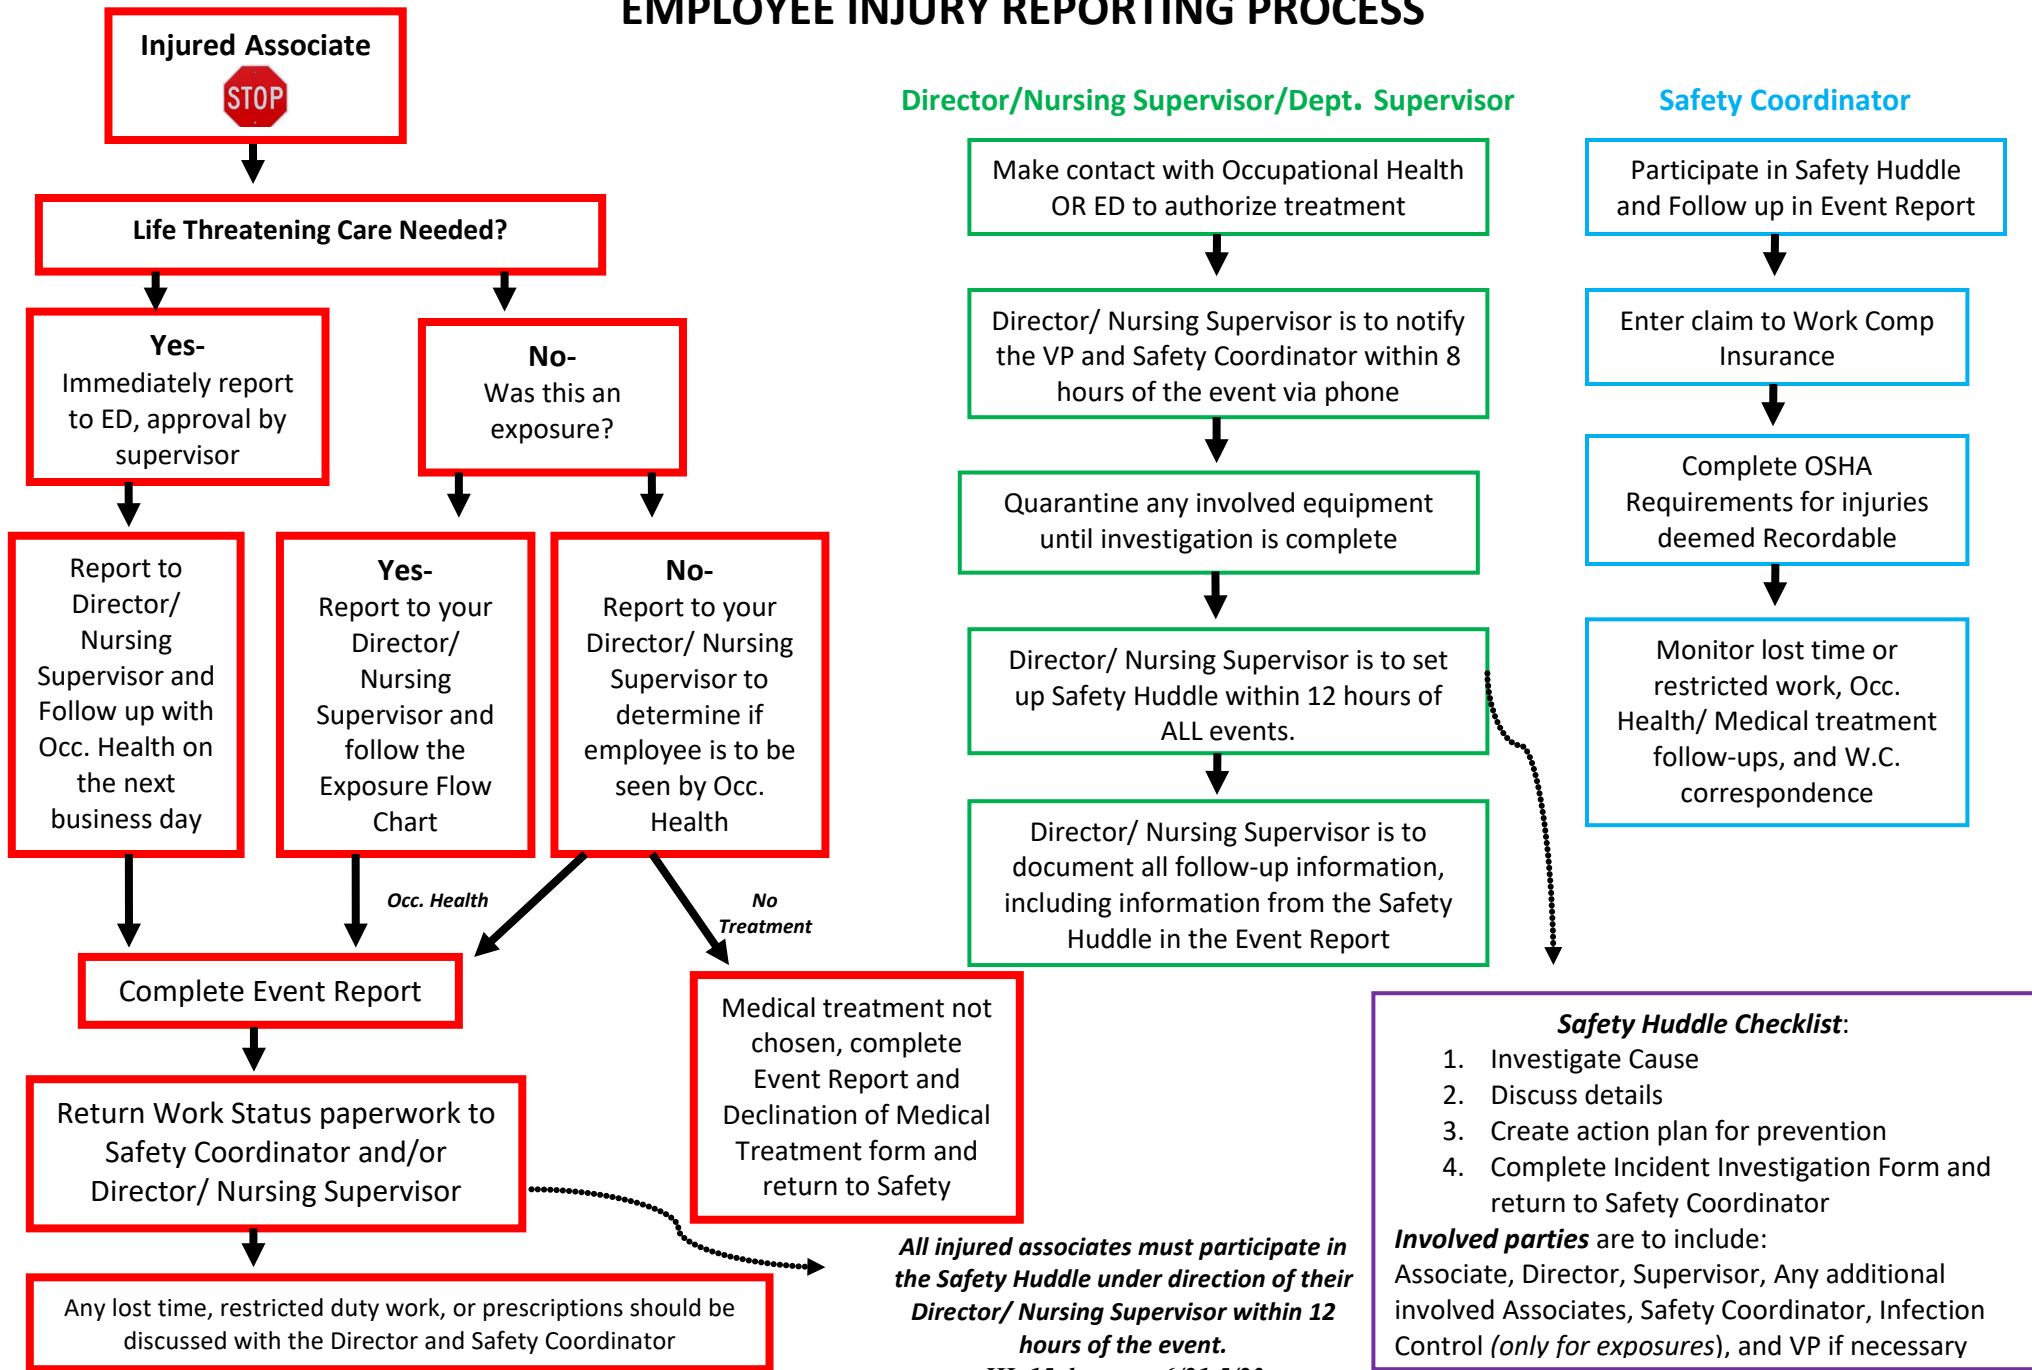 EMPLOYEE INJURY REPORTING PROCESS
Injured Associate
STOP
Life Threatening Care Needed?
Yes-
Immediately report
to ED, approval by
supervisor
No-
Was this an
exposure?
Report to
Director/
Nursing
Supervisor and
Follow up with
Occ. Health on
the next
business day
Yes-
Report to your
Director/
Nursing
Supervisor and
follow the
Exposure Flow
Chart
No-
Report to your
Director/ Nursing
Supervisor to
determine if
employee is to be
seen by Occ.
Health
Occ. Health
No
Treatment
Complete Event Report
Medical treatment not
chosen, complete
Event Report and
Declination of Medical
Treatment form and
return to Safety
Return Work Status paperwork to
Safety Coordinator and/or
Director/ Nursing Supervisor
Any lost time, restricted duty work, or prescriptions should be
discussed with the Director and Safety Coordinator
All injured associates must participate in
the Safety Huddle under direction of their
Director/ Nursing Supervisor within 12
hours of the event.
Director/Nursing Supervisor/Dept. Supervisor
Make contact with Occupational Health
OR ED to authorize treatment
Director/ Nursing Supervisor is to notify
the VP and Safety Coordinator within 8
hours of the event via phone
Quarantine any involved equipment
until investigation is complete
Director/ Nursing Supervisor is to set
up Safety Huddle within 12 hours of
ALL events.
Director/ Nursing Supervisor is to
document all follow-up information,
including information from the Safety
Huddle in the Event Report
Safety Coordinator
Participate in Safety Huddle
and Follow up in Event Report
Enter claim to Work Comp
Insurance
Complete OSHA
Requirements for injuries
deemed Recordable
Monitor lost time or
restricted work, Occ.
Health/ Medical treatment
follow-ups, and W.C.
correspondence
Safety Huddle Checklist:
1. Investigate Cause
2. Discuss details
3. Create action plan for prevention
4. Complete Incident Investigation Form and
return to Safety Coordinator
Involved parties are to include:
Associate, Director, Supervisor, Any additional
involved Associates, Safety Coordinator, Infection
Control (only for exposures), and VP if necessary